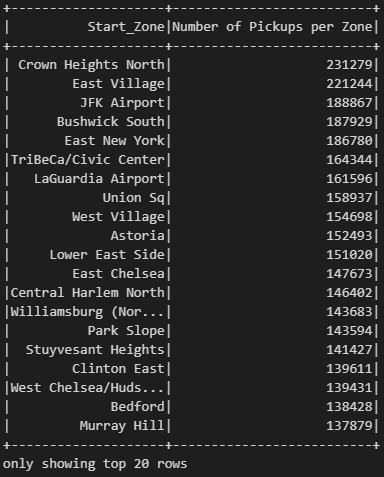 +--------------------+-------------------------+
|          Start_Zone|Number of Pickups per Zone|
+--------------------+-------------------------+
| Crown Heights North|                   231279|
|        East Village|                   221244|
|         JFK Airport|                   188867|
|      Bushwick South|                   187929|
|       East New York|                   186780|
|TriBeCa/Civic Center|                   164344|
|   LaGuardia Airport|                   161596|
|            Union Sq|                   158937|
|        West Village|                   154698|
|             Astoria|                   152493|
|     Lower East Side|                   151020|
|        East Chelsea|                   147673|
|Central Harlem North|                   146402|
|Williamsburg (Nor...|                   143683|
|          Park Slope|                   143594|
|  Stuyvesant Heights|                   141427|
|        Clinton East|                   139611|
|West Chelsea/Huds...|                   139431|
|             Bedford|                   138428|
|         Murray Hill|                   137879|
+--------------------+-------------------------+
only showing top 20 rows